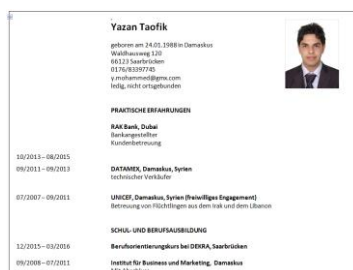 Yazan Taofik
geboren am 24.01.1988 in Damaskus
Waldhausweg 120
66123 Saarbrücken
0176/83397745
y.mohammed@gmx.com
ledig, nicht ortsgebunden
PRAKTISCHE ERFAHRUNGEN
RAK Bank, Dubai
Bankangestellter
Kundenbetreuung
10/2013 – 08/2015
09/2011 – 09/2013 DATAMEX, Damaskus, Syrien
technischer Verkäufer
07/2007 – 09/2011 UNICEF, Damaskus, Syrien (freiwilliges Engagement)
Betreuung von Flüchtlingen aus dem Irak und dem Libanon
SCHUL- UND BERUFSAUSBILDUNG
12/2015 – 03/2016 Berufsorientierungskurs bei DEKRA, Saarbrücken
09/2008 – 07/2011 Institut für Business und Marketing, Damaskus